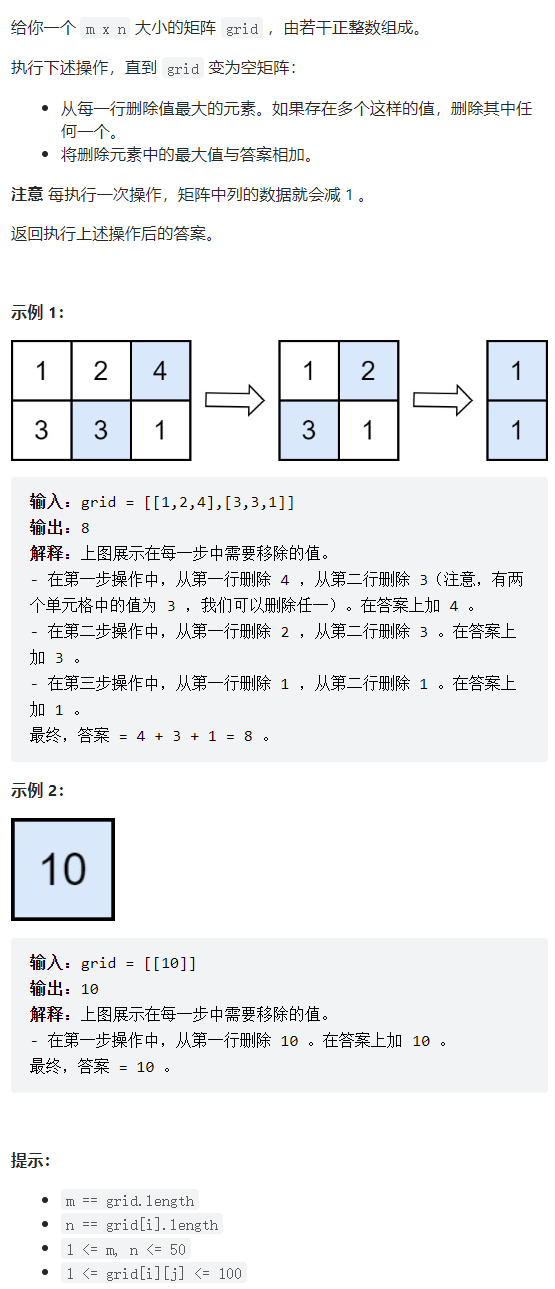 给你一个 m x n 大小的矩阵 grid ，由若干正整数组成。
执行下述操作，直到 grid 变为空矩阵：
• 从每一行删除值最大的元素。如果存在多个这样的值，删除其中任
何一个。
• 将删除元素中的最大值与答案相加。
注意 每执行一次操作，矩阵中列的数据就会减 1 。
返回执行上述操作后的答案。
示例 1：
1 2 4 1 2 1
3 3 1 3 1 1
输入：grid = [[1,2,4],[3,3,1]]
输出：8
解释：上图展示在每一步中需要移除的值。
- 在第一步操作中，从第一行删除 4 ，从第二行删除 3（注意，有两
个单元格中的值为 3 ，我们可以删除任一）。在答案上加 4 。
- 在第二步操作中，从第一行删除 2 ，从第二行删除 3 。在答案上
加 3 。
- 在第三步操作中，从第一行删除 1 ，从第二行删除 1 。在答案上
加 1 。
最终，答案 = 4 + 3 + 1 = 8 。
示例 2：
10
输入：grid = [[10]]
输出：10
解释：上图展示在每一步中需要移除的值。
- 在第一步操作中，从第一行删除 10 。在答案上加 10 。
最终，答案 = 10 。
提示：
• m == grid.length
• n == grid[i].length
• 1 <= m, n <= 50
• 1 <= grid[i][j] <= 100